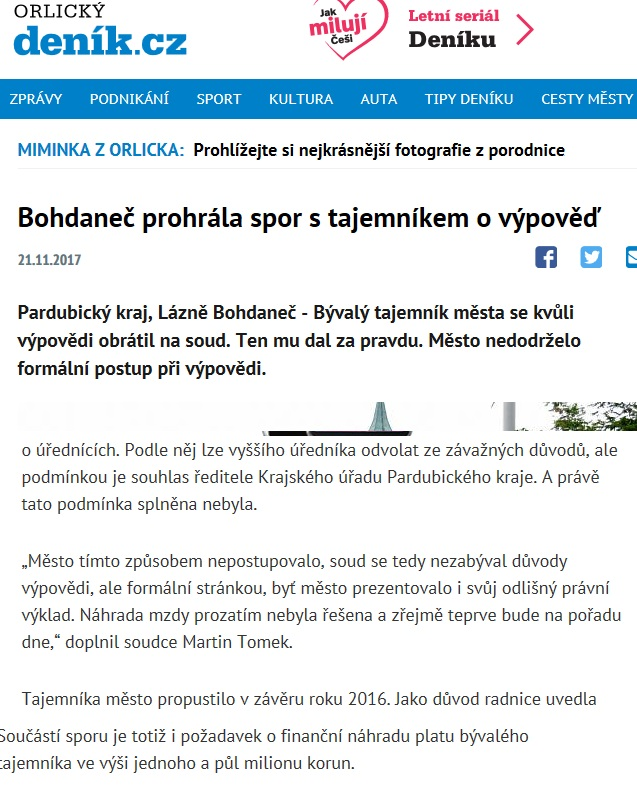 ORLICKÝ
deník.cz
Jak
milují
Češi
Letní seriál
Deníku
ZPRÁVY PODNIKÁNÍ SPORT KULTURA AUTA TIPY DENÍKU CESTY MĚSTY
MIMINKA Z ORLICKA: Prohlížejte si nejkrásnější fotografie z porodnice
Bohdaneč prohrála spor s tajemníkem o výpověď
21.11.2017
Pardubický kraj, Lázně Bohdaneč - Bývalý tajemník města se kvůli
výpovědi obrátil na soud. Ten mu dal za pravdu. Město nedodrželo
formální postup při výpovědi.
o úřednících. Podle něj lze vyššího úředníka odvolat ze závažných důvodů, ale
podmínkou je souhlas ředitele Krajského úřadu Pardubického kraje. A právě
tato podmínka splněna nebyla.
„Město tímto způsobem nepostupovalo, soud se tedy nezabýval důvody
výpovědi, ale formální stránkou, byť město prezentovalo i svůj odlišný právní
výklad. Náhrada mzdy prozatím nebyla řešena a zřejmě teprve bude na pořadu
dne,“ doplnil soudce Martin Tomek.
Tajemníka město propustilo v závěru roku 2016. Jako důvod radnice uvedla
Součástí sporu je totiž i požadavek o finanční náhradu platu bývalého
tajemníka ve výši jednoho a půl milionu korun.